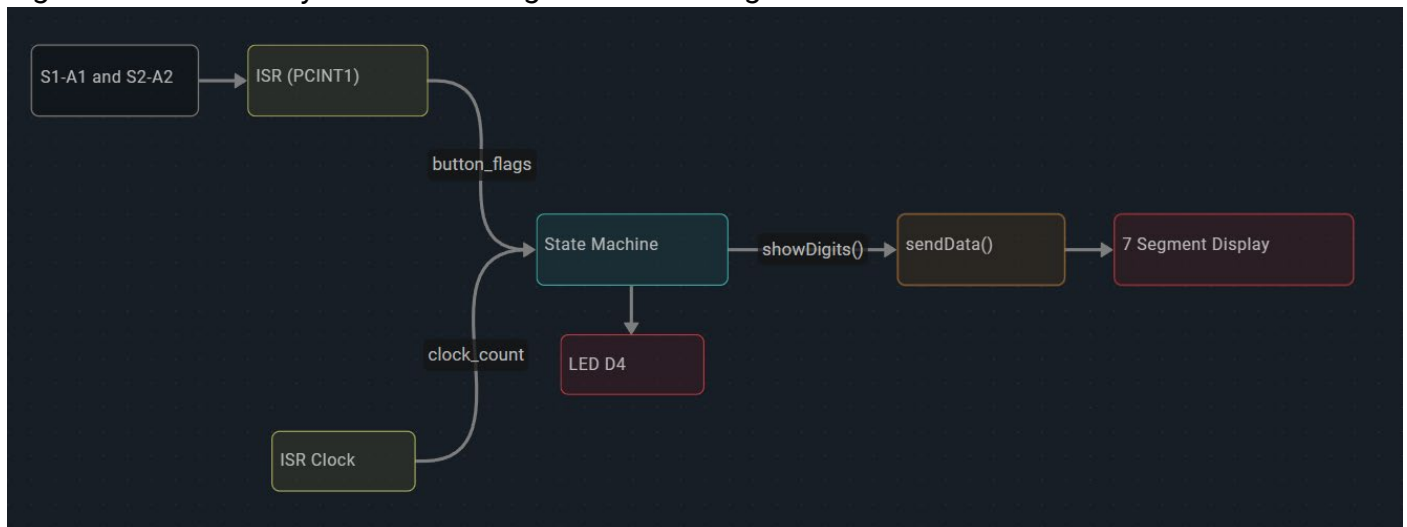 S1-A1 and S2-A2
ISR (PCINT1)
button_flags
State Machine
showDigits()
sendData()
7 Segment Display
clock_count
LED D4
ISR Clock